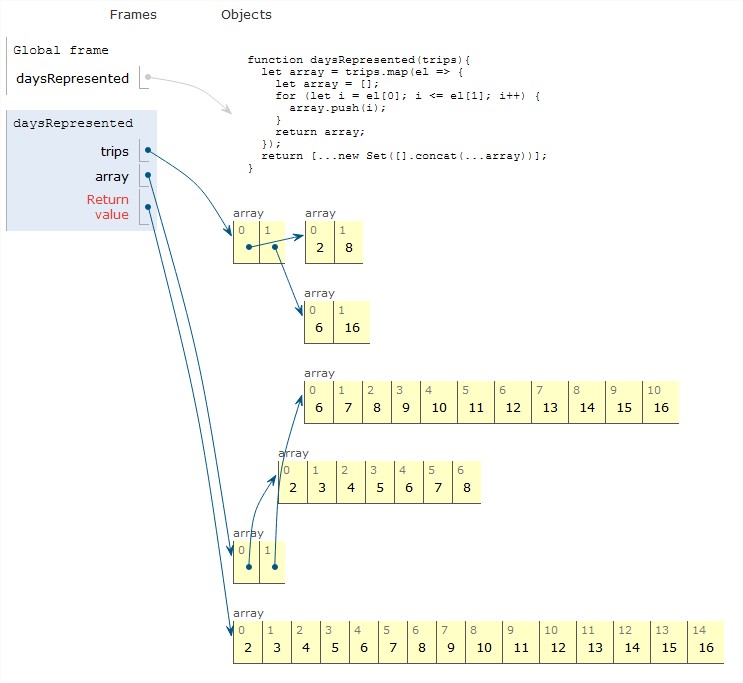 Frames Objects
Global frame
daysRepresented
function daysRepresented(trips){
  let array = trips.map(el => {
    let array = [];
    for (let i = el[0]; i <= el[1]; i++) {
      array.push(i);
    }
    return array;
  });
  return [...new Set([].concat(...array))];
}
daysRepresented
trips
array
Return
value
array array
0 1 0 1
2 8
array
0 1
6 16
array
0 1 2 3 4 5 6 7 8 9 10
6 7 8 9 10 11 12 13 14 15 16
array
0 1 2 3 4 5 6
2 3 4 5 6 7 8
array
0 1
array
0 1 2 3 4 5 6 7 8 9 10 11 12 13 14
2 3 4 5 6 7 8 9 10 11 12 13 14 15 16